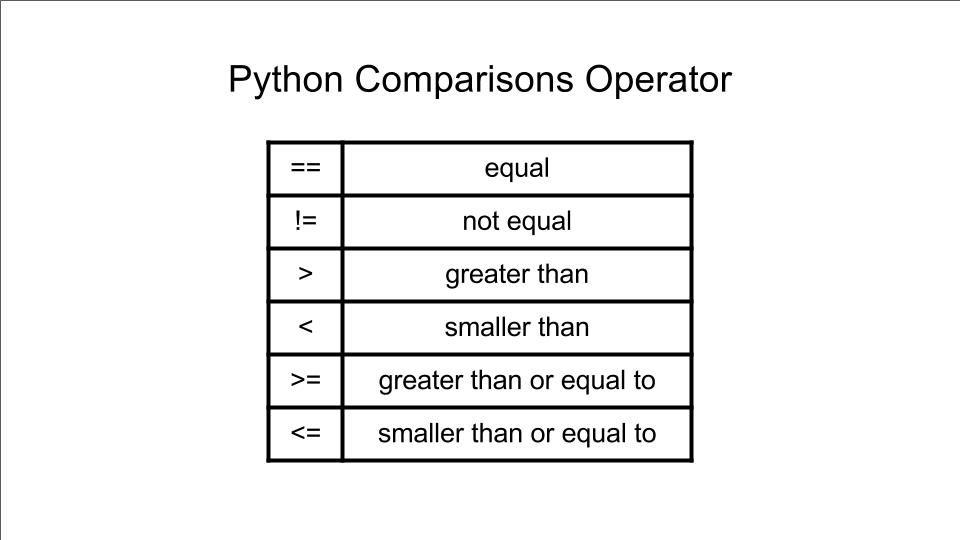 Python Comparisons Operator
== equal
!= not equal
> greater than
< smaller than
>= greater than or equal to
<= smaller than or equal to